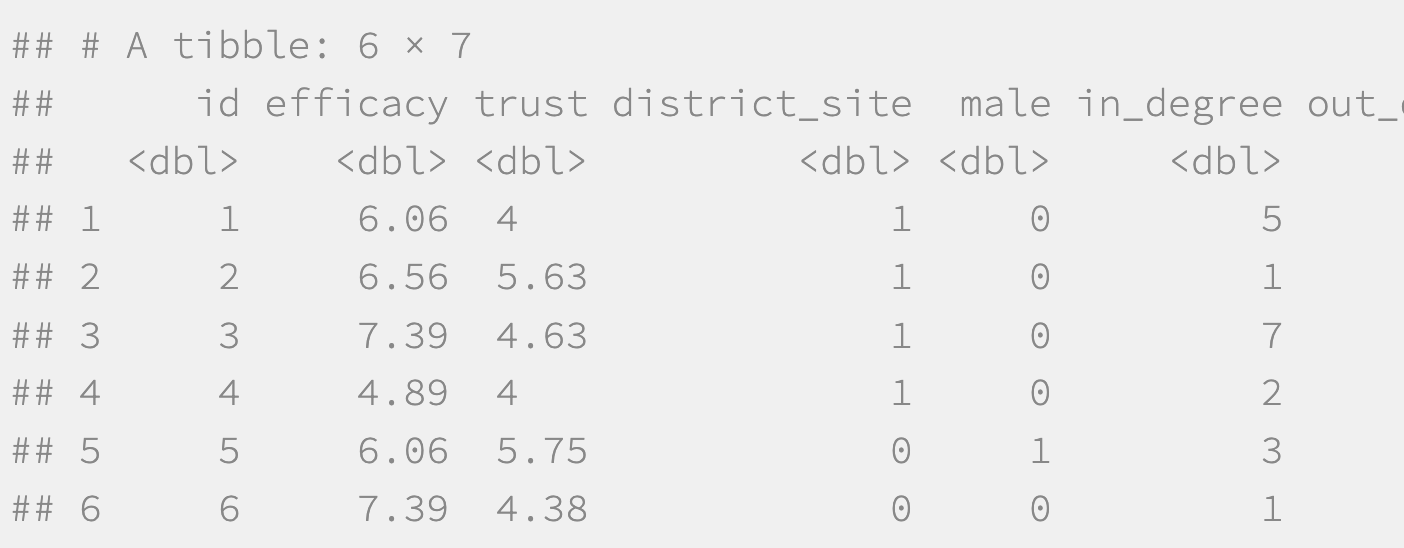 ## # A tibble: 6 × 7
##      id efficacy trust district_site  male in_degree
##   <dbl>    <dbl> <dbl>         <dbl> <dbl>     <dbl>
## 1     1     6.06  4                1     0         5
## 2     2     6.56  5.63             1     0         1
## 3     3     7.39  4.63             1     0         7
## 4     4     4.89  4                1     0         2
## 5     5     6.06  5.75             0     1         3
## 6     6     7.39  4.38             0     0         1